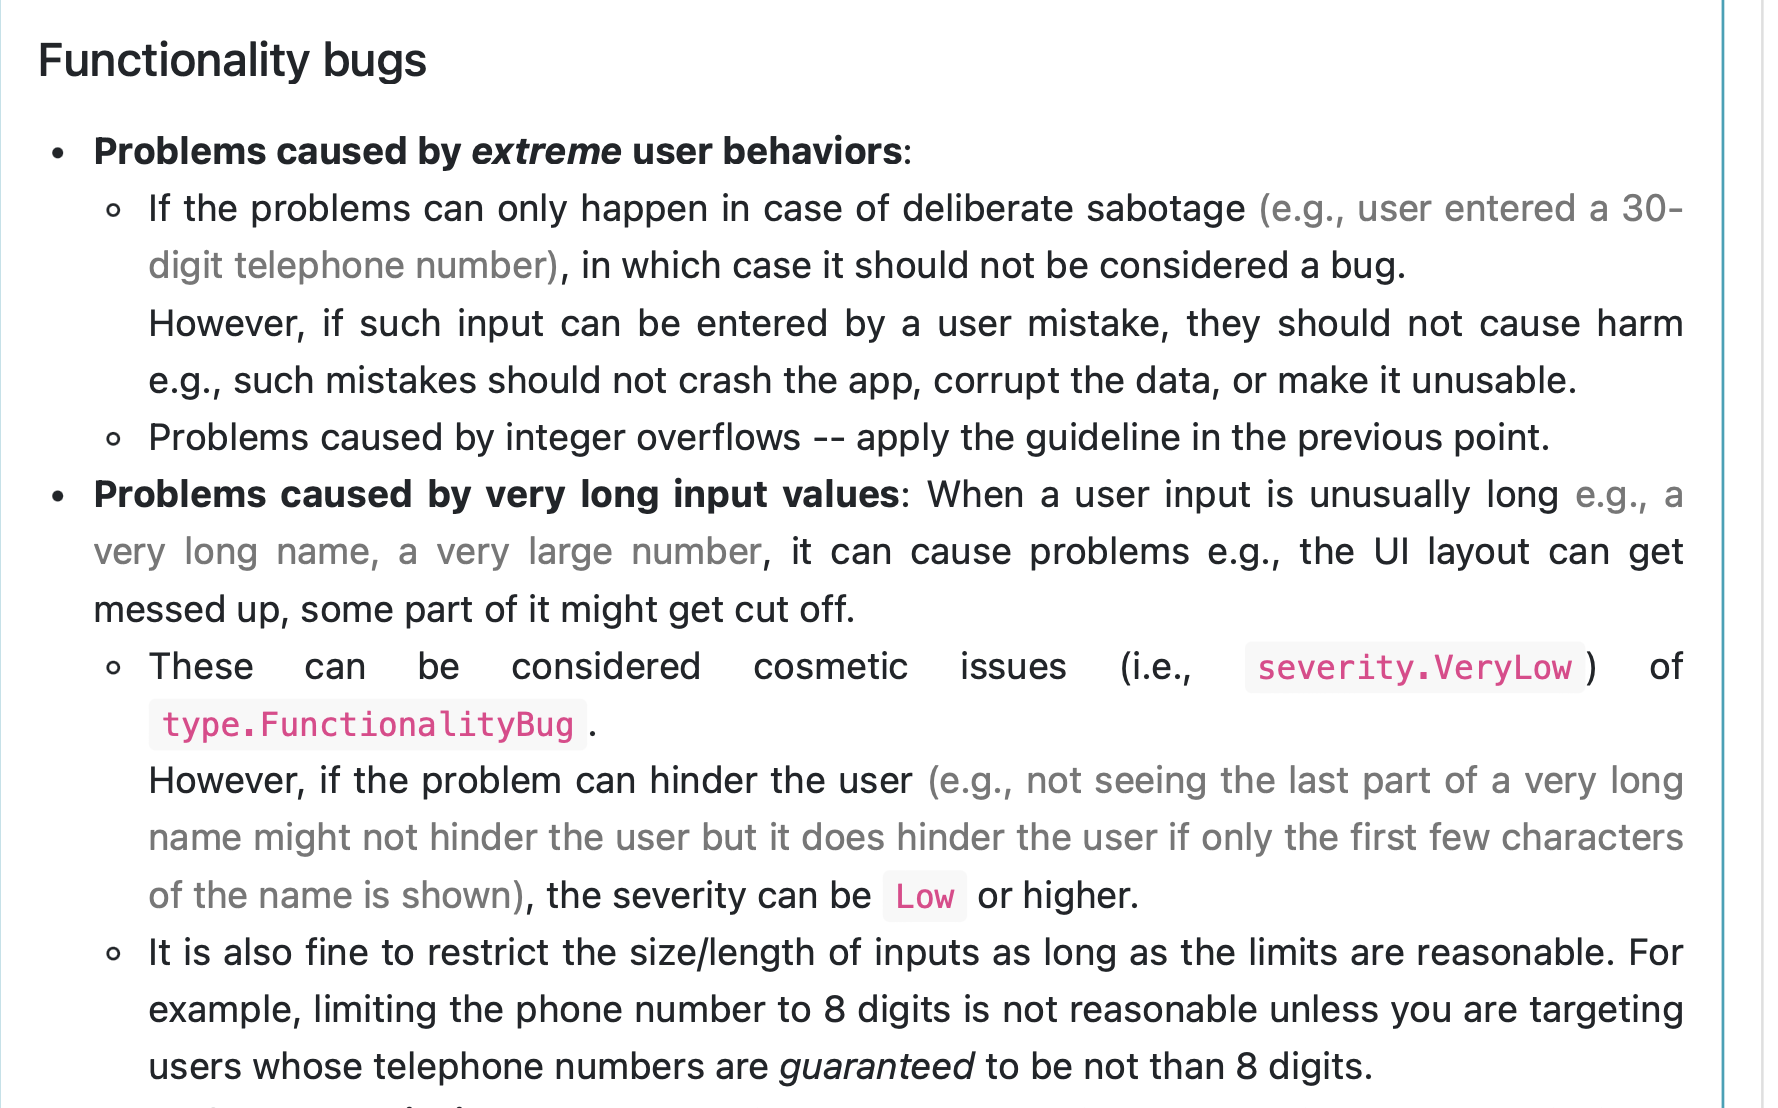 Functionality bugs
• Problems caused by extreme user behaviors:
◦ If the problems can only happen in case of deliberate sabotage (e.g., user entered a 30-
digit telephone number), in which case it should not be considered a bug.
However, if such input can be entered by a user mistake, they should not cause harm
e.g., such mistakes should not crash the app, corrupt the data, or make it unusable.
◦ Problems caused by integer overflows -- apply the guideline in the previous point.
• Problems caused by very long input values: When a user input is unusually long e.g., a
very long name, a very large number, it can cause problems e.g., the UI layout can get
messed up, some part of it might get cut off.
◦ These can be considered cosmetic issues (i.e., severity.VeryLow) of
type.FunctionalityBug.
However, if the problem can hinder the user (e.g., not seeing the last part of a very long
name might not hinder the user but it does hinder the user if only the first few characters
of the name is shown), the severity can be Low or higher.
◦ It is also fine to restrict the size/length of inputs as long as the limits are reasonable. For
example, limiting the phone number to 8 digits is not reasonable unless you are targeting
users whose telephone numbers are guaranteed to be not than 8 digits.